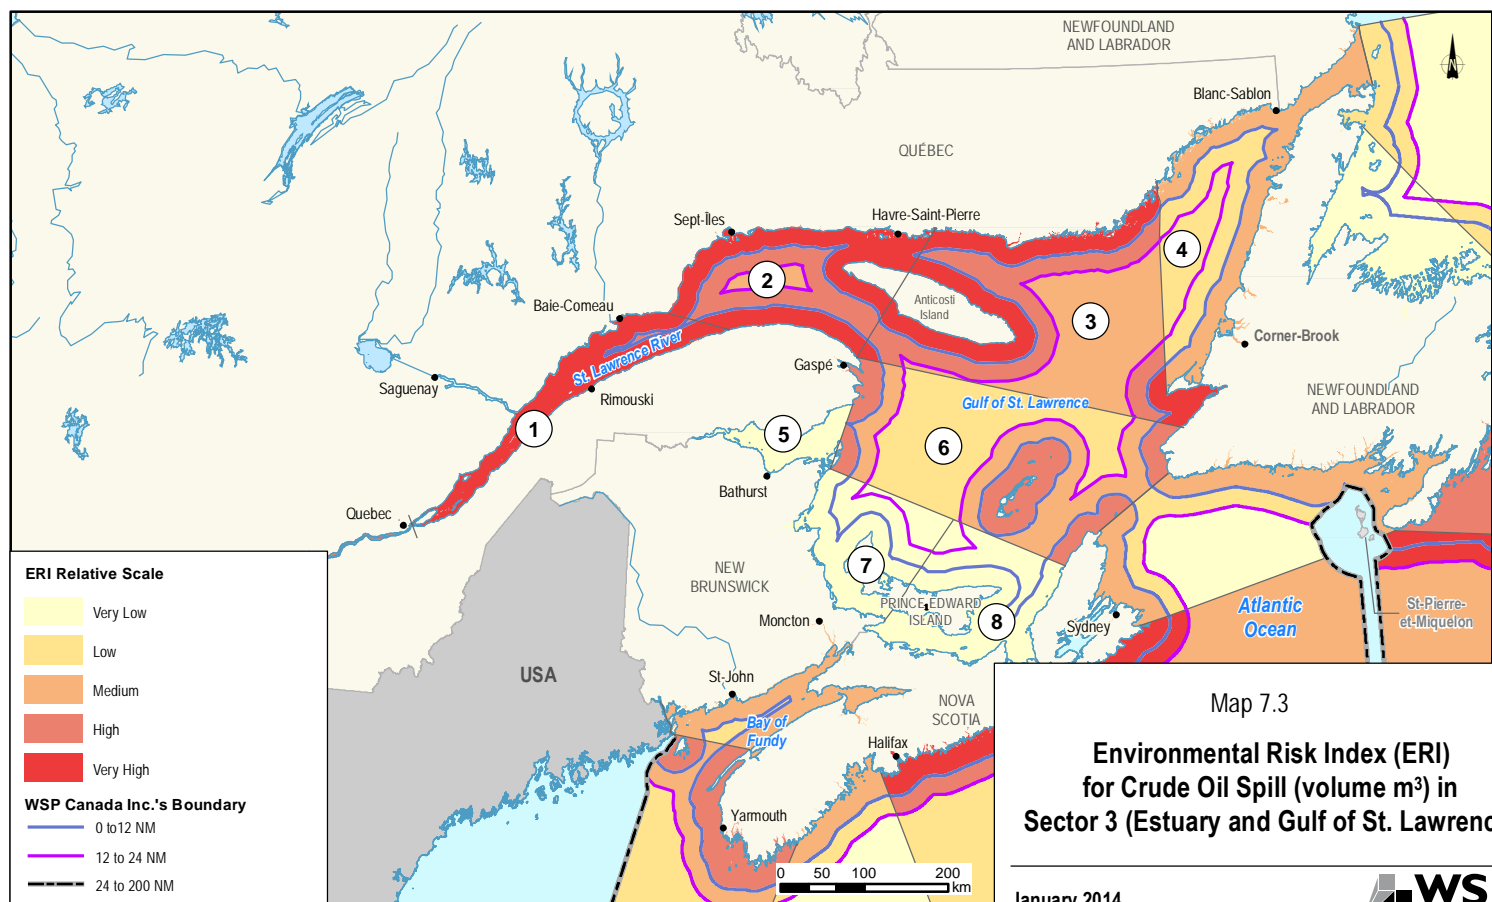 NEWFOUNDLAND
AND LABRADOR
N
Blanc-Sablon
QUÉBEC
Sept-Îles
Havre-Saint-Pierre
4
2
Baie-Comeau
Anticosti
Island
3
St. Lawrence River
Corner-Brook
Gaspé
Saguenay
Rimouski
Gulf of St. Lawrence
NEWFOUNDLAND
AND LABRADOR
1
5
6
Bathurst
Quebec
7
NEW
BRUNSWICK
PRINCE EDWARD
ISLAND
8
Moncton
Sydney
Atlantic
Ocean
St-Pierre-
et-Miquelon
USA
St-John
Bay of
Fundy
NOVA
SCOTIA
Halifax
Yarmouth
0 50 100 200
km
ERI Relative Scale
Very Low
Low
Medium
High
Very High
WSP Canada Inc.'s Boundary
0 to12 NM
12 to 24 NM
24 to 200 NM
Map 7.3
Environmental Risk Index (ERI)
for Crude Oil Spill (volume m³) in
Sector 3 (Estuary and Gulf of St. Lawrenc
January 2014
WS